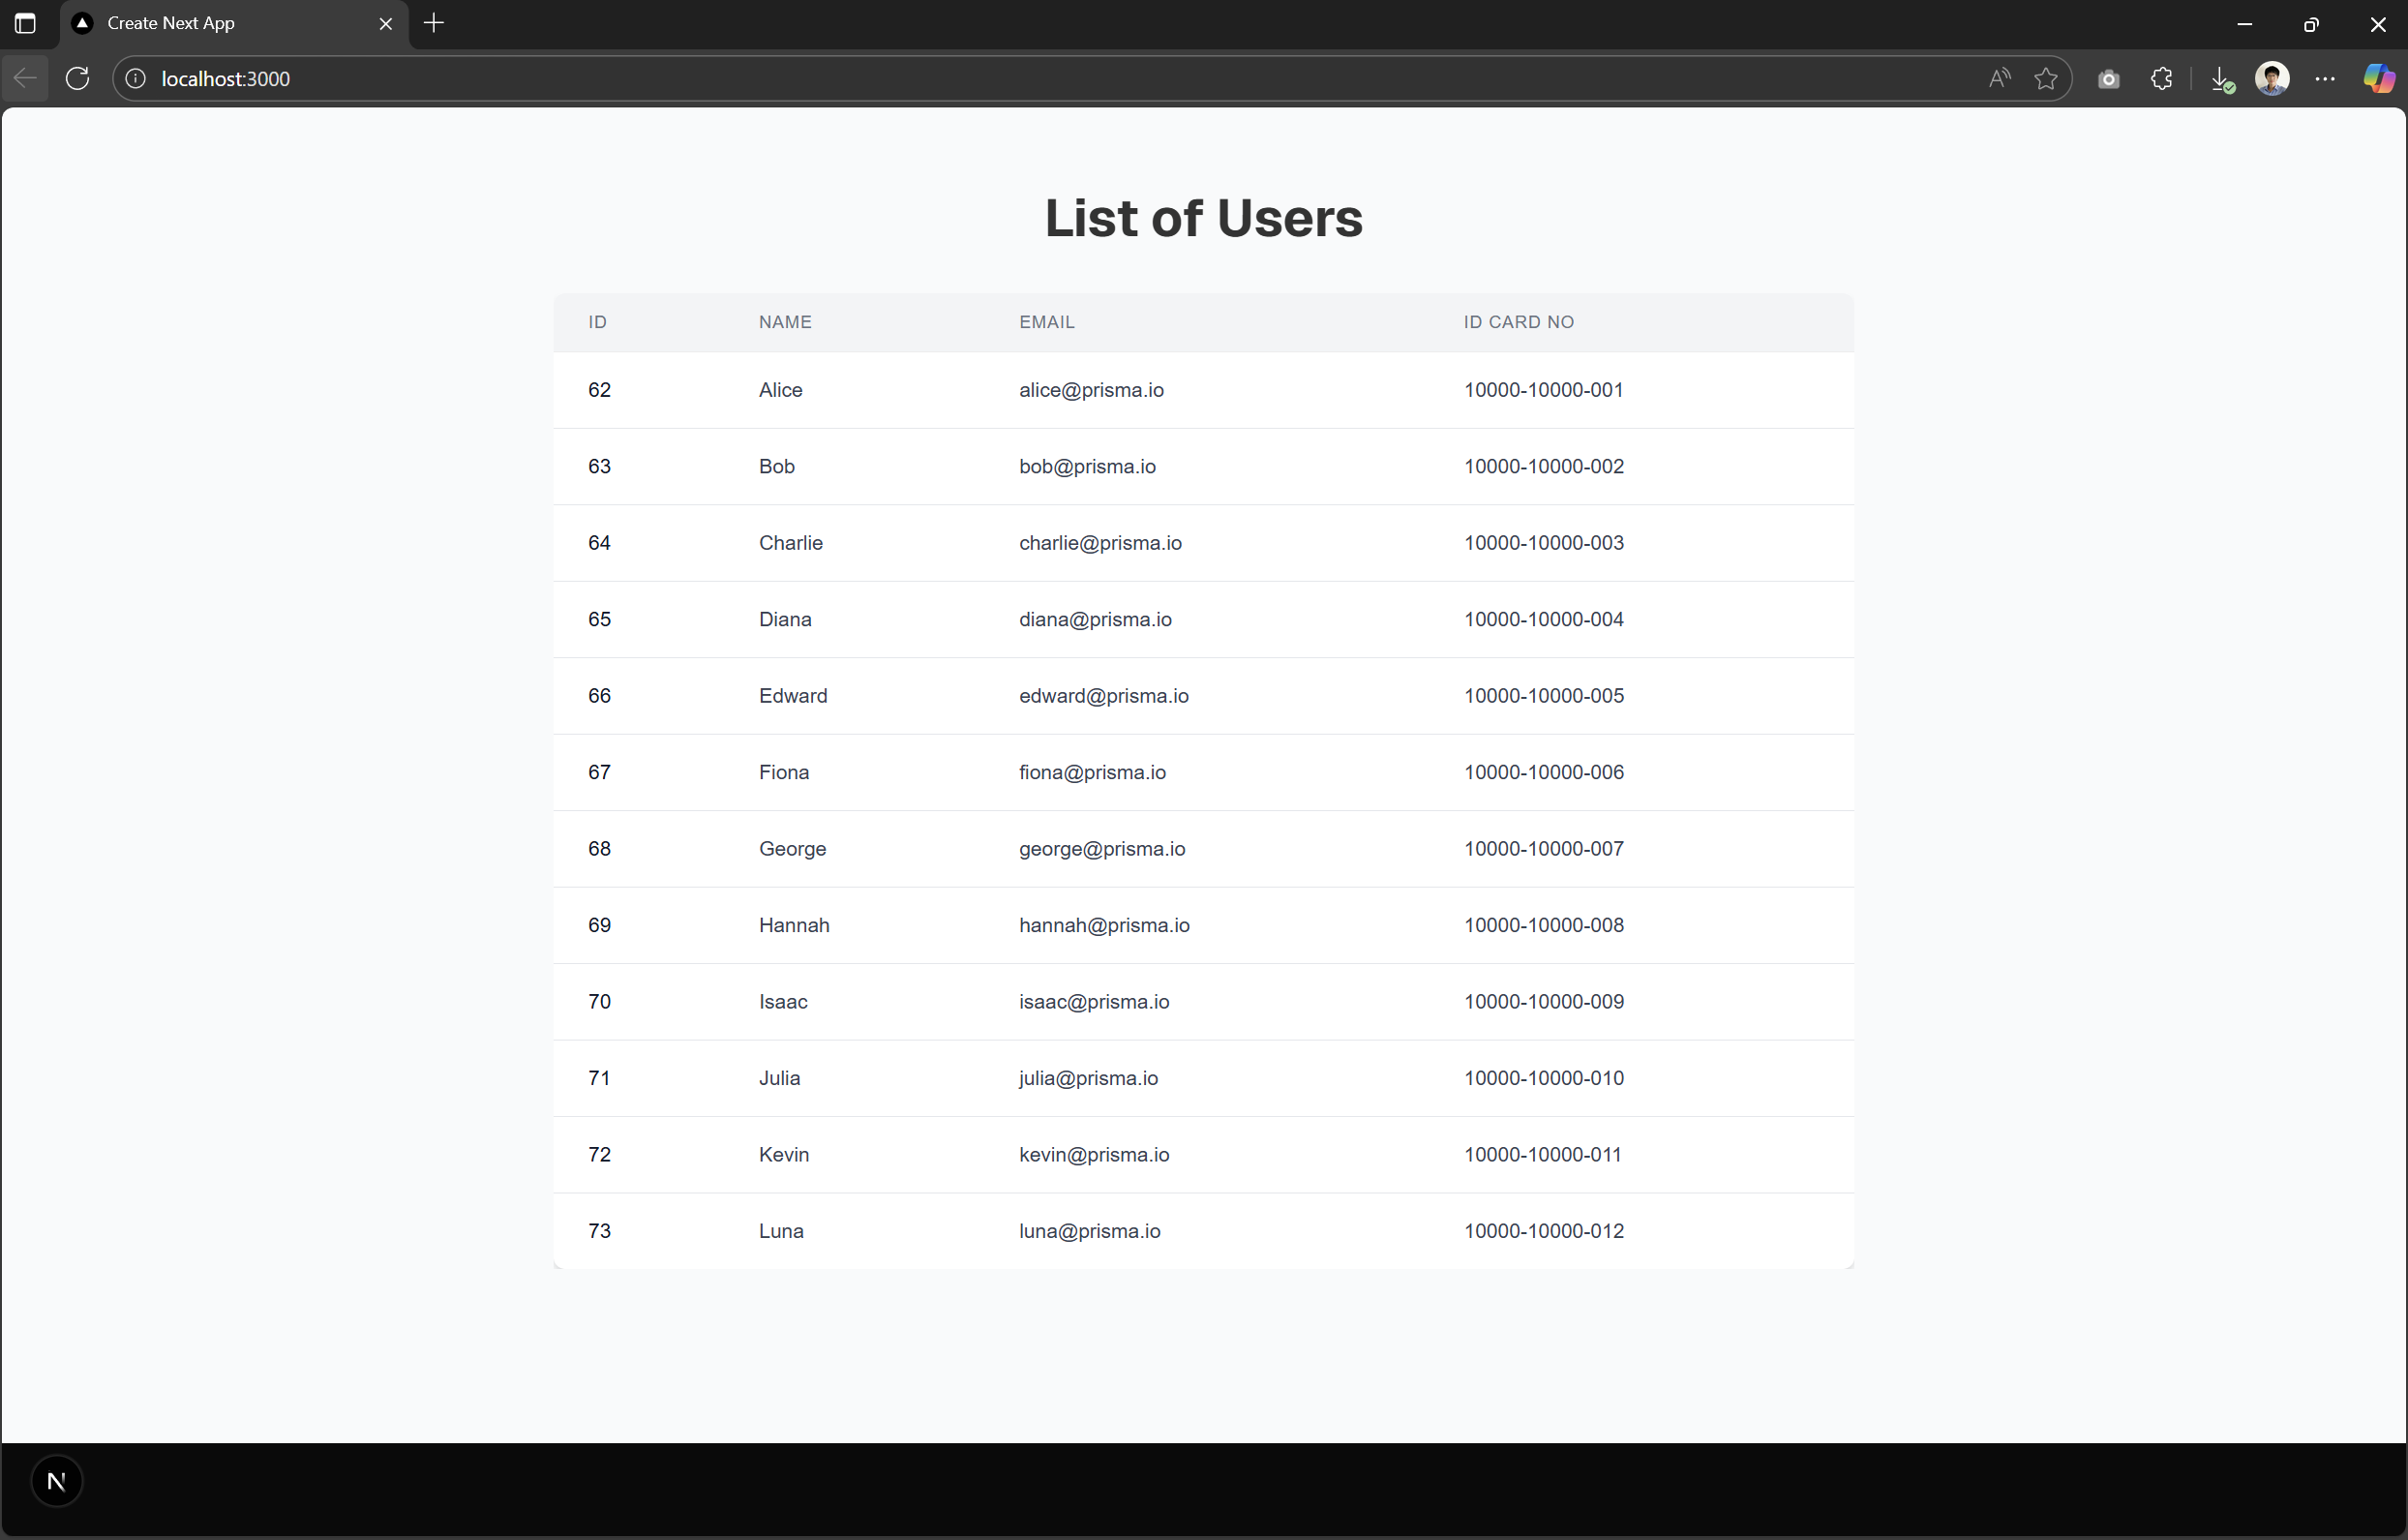 Create Next App
localhost:3000
List of Users
ID NAME EMAIL ID CARD NO
62 Alice alice@prisma.io 10000-10000-001
63 Bob bob@prisma.io 10000-10000-002
64 Charlie charlie@prisma.io 10000-10000-003
65 Diana diana@prisma.io 10000-10000-004
66 Edward edward@prisma.io 10000-10000-005
67 Fiona fiona@prisma.io 10000-10000-006
68 George george@prisma.io 10000-10000-007
69 Hannah hannah@prisma.io 10000-10000-008
70 Isaac isaac@prisma.io 10000-10000-009
71 Julia julia@prisma.io 10000-10000-010
72 Kevin kevin@prisma.io 10000-10000-011
73 Luna luna@prisma.io 10000-10000-012
N